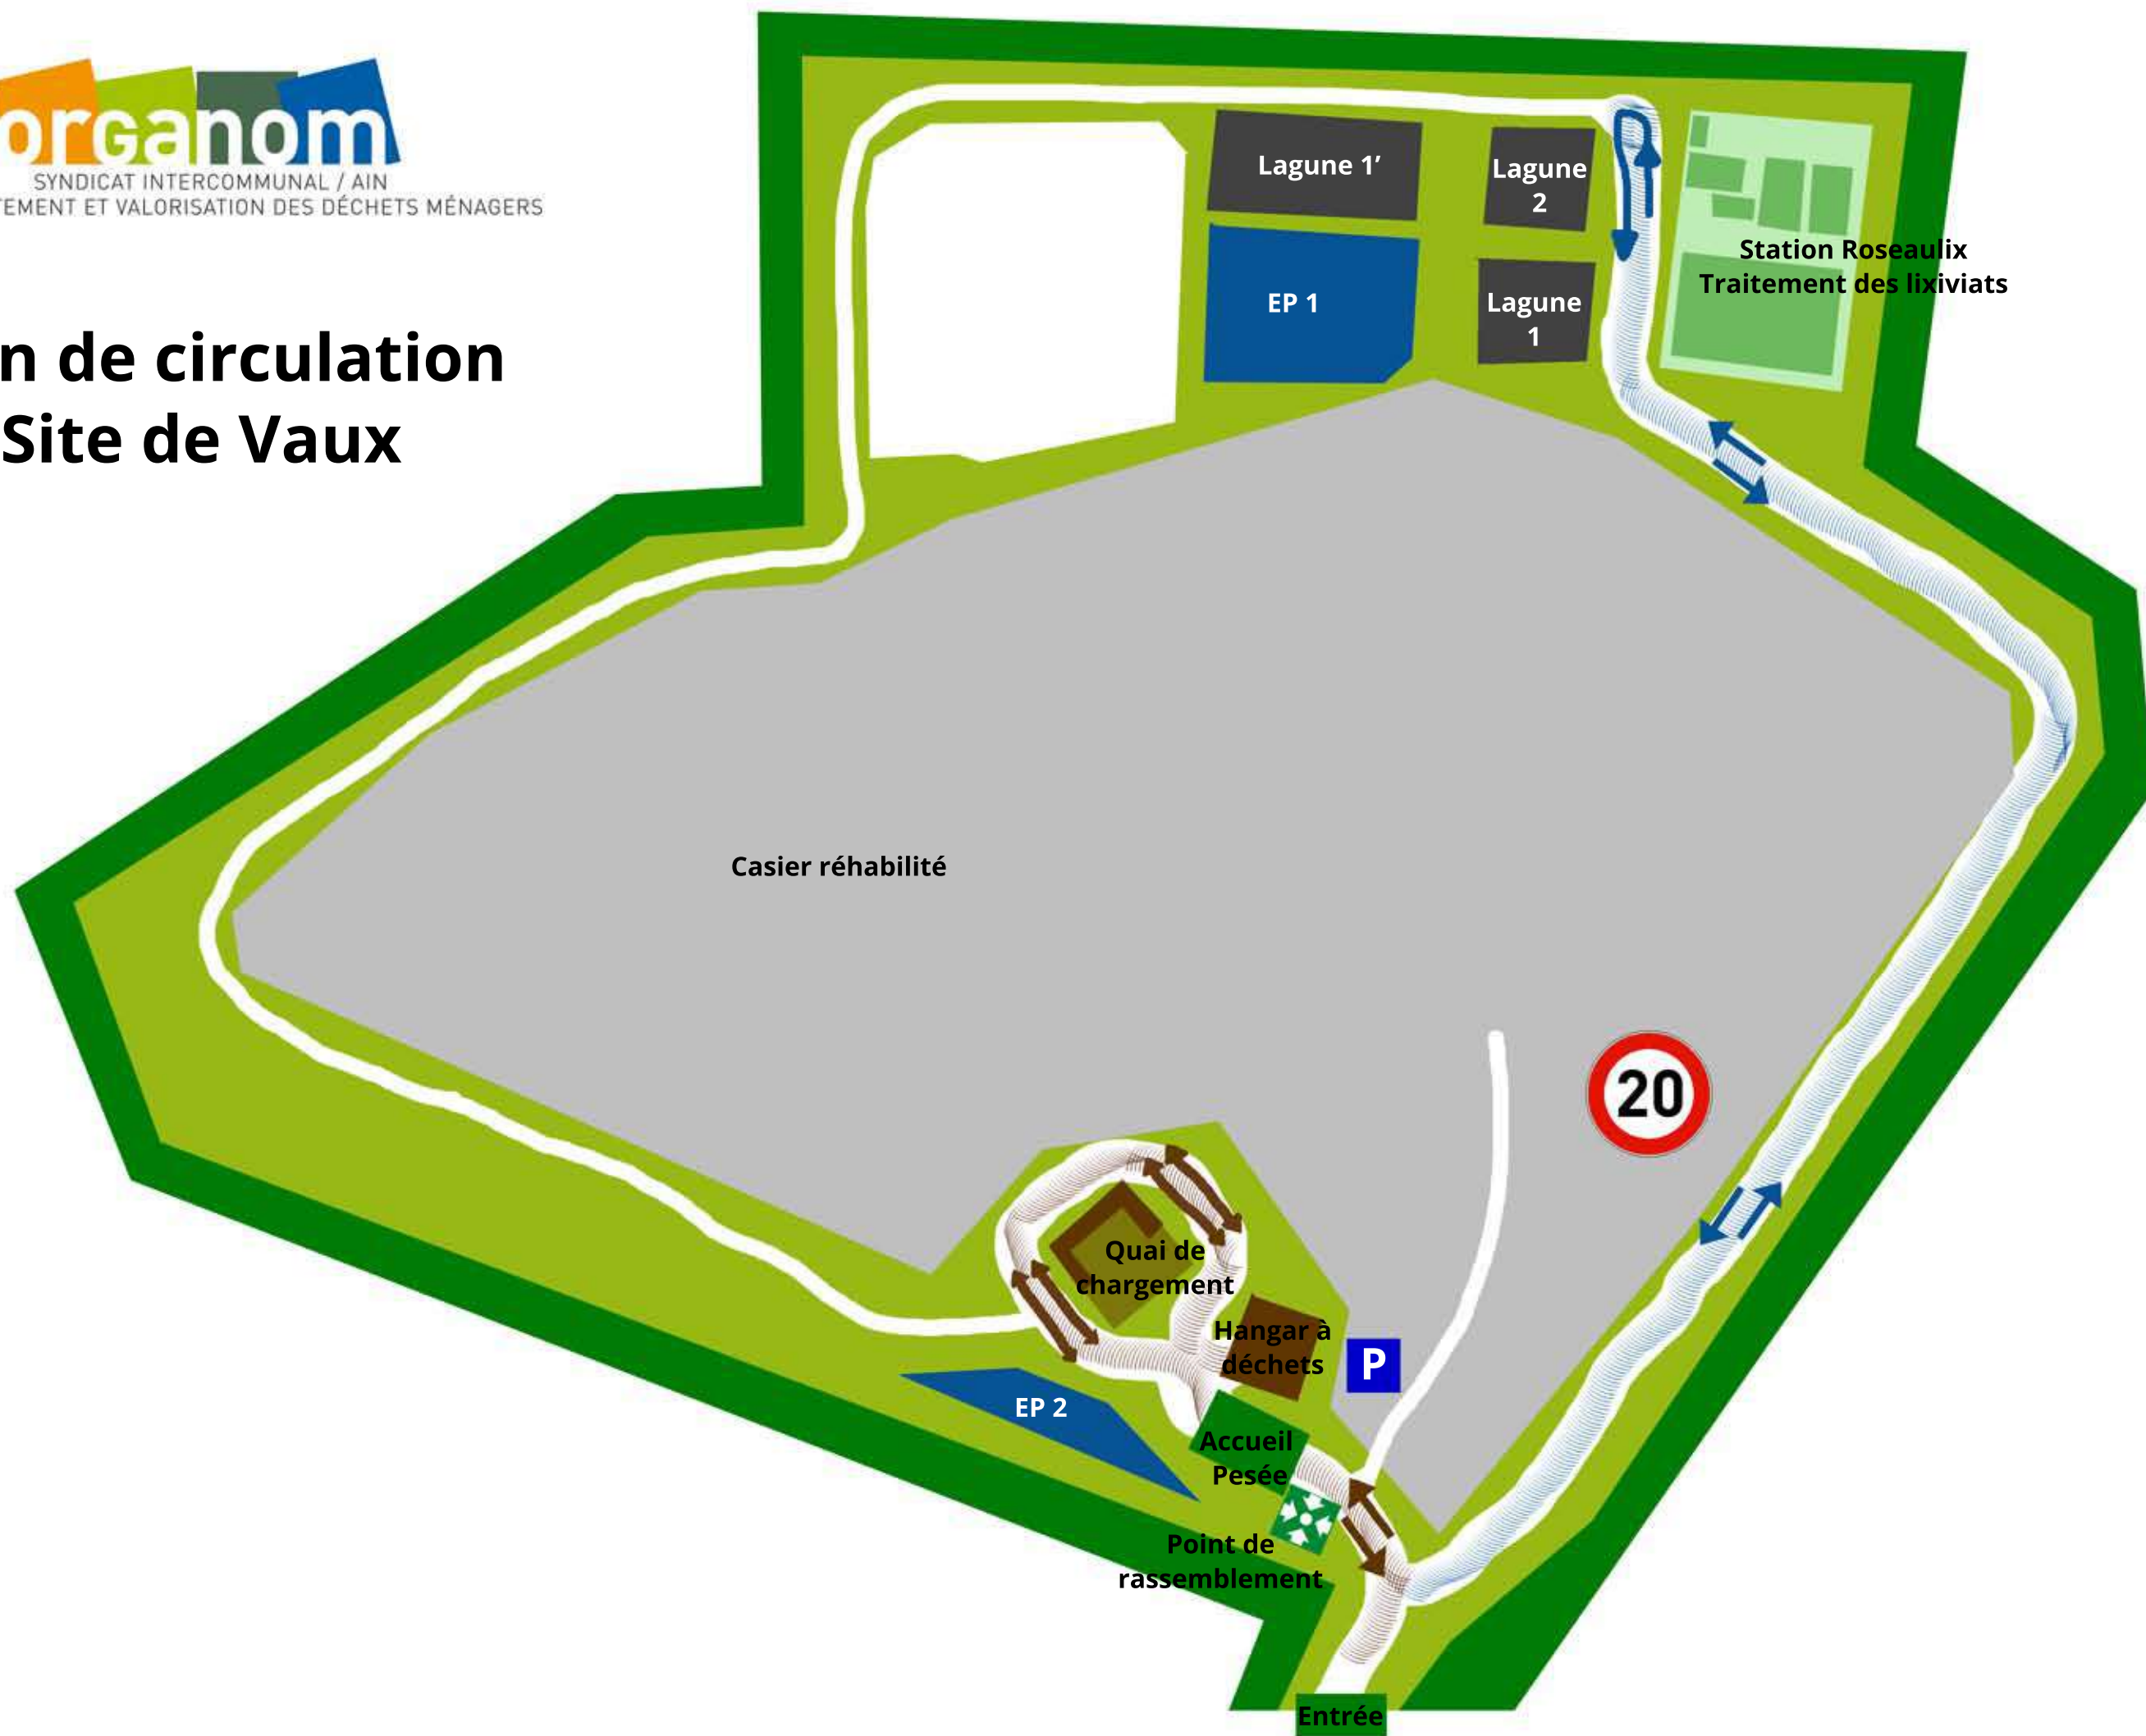 organom
SYNDICAT INTERCOMMUNAL / AIN
TEMENT ET VALORISATION DES DÉCHETS MÉNAGERS
n de circulation
Site de Vaux
Lagune 1’
Lagune
2
EP 1
Lagune
1
Station Roseaulix
Traitement des lixiviats
Casier réhabilité
20
Quai de
chargement
Hangar à
déchets
P
EP 2
Accueil
Pesée
Point de
rassemblement
Entrée